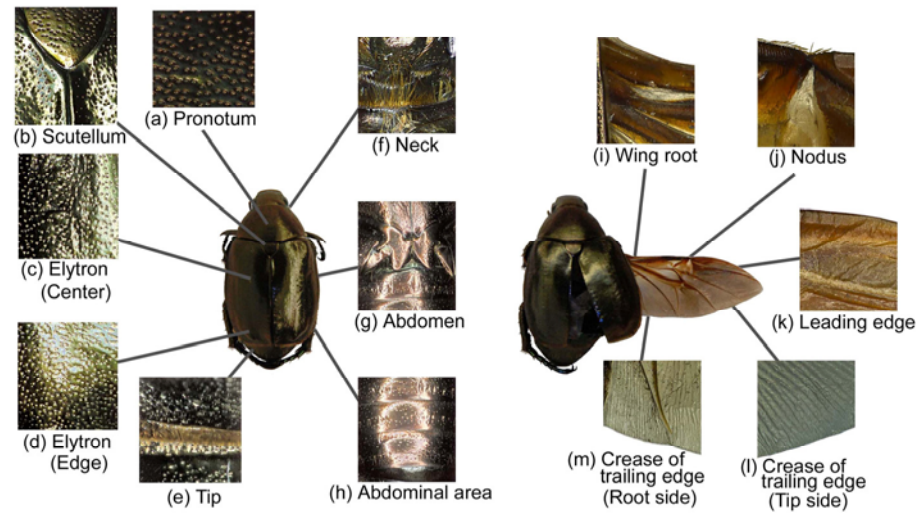 (a) Pronotum
(b) Scutellum
(c) Elytron
(Center)
(d) Elytron
(Edge)
(e) Tip
(f) Neck
(g) Abdomen
(h) Abdominal area
(i) Wing root
(j) Nodus
(k) Leading edge
(m) Crease of
trailing edge
(Root side)
(l) Crease of
trailing edge
(Tip side)